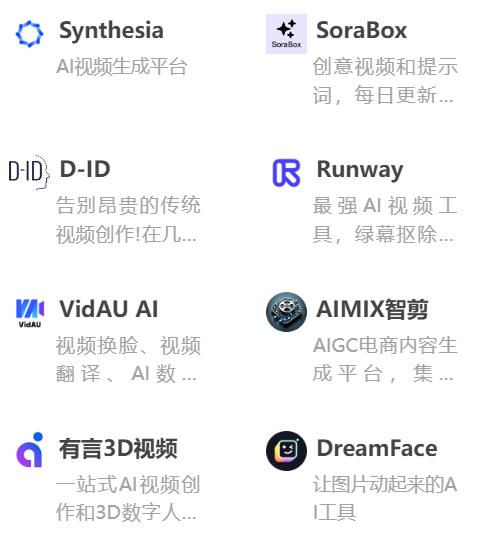 Synthesia
AI视频生成平台
SoraBox
SoraBox
创意视频和提示
词，每日更新...
D-ID
D-ID
告别昂贵的传统
视频创作!在几...
Runway
最强AI视频工
具，绿幕抠除...
VidAU
VidAU AI
视频换脸、视频
翻译、AI数...
AIMIX智剪
AIGC电商内容生
成平台，集...
有言3D视频
一站式AI视频创
作和3D数字人...
DreamFace
让图片动起来的A
I工具